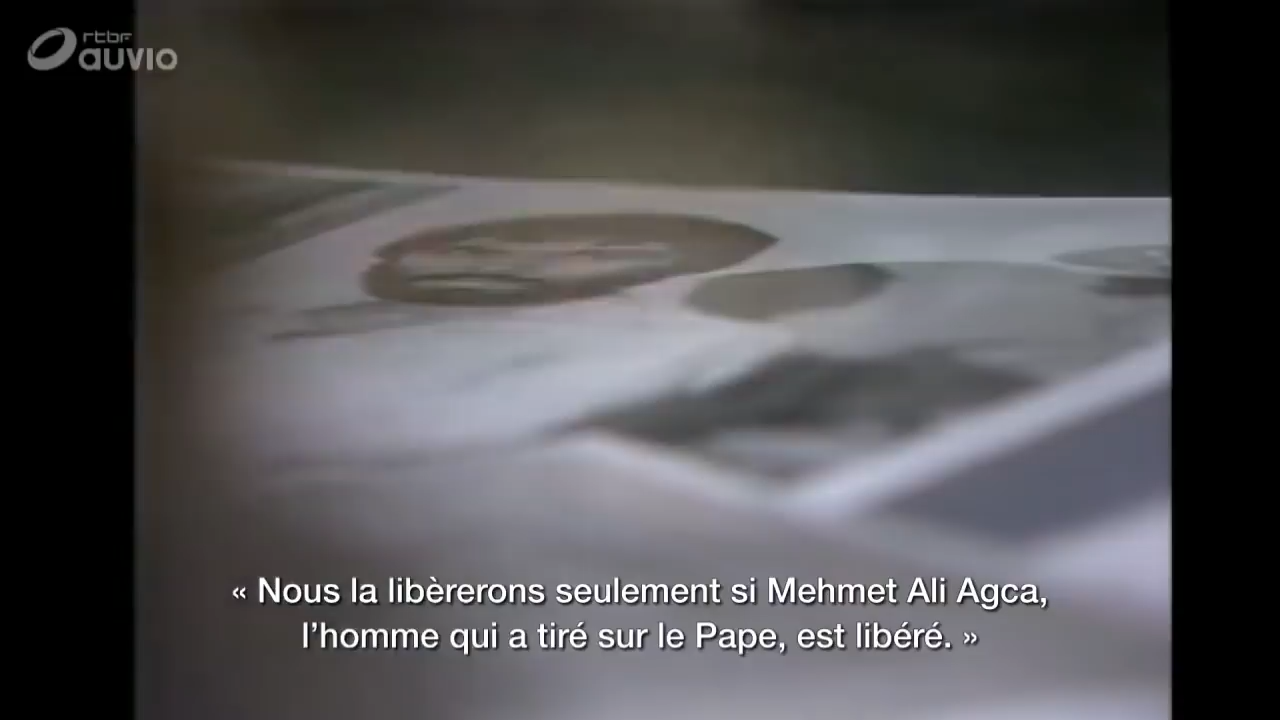 rtbf
auvio
« Nous la libèrerons seulement si Mehmet Ali Agca,
l'homme qui a tiré sur le Pape, est libéré. »